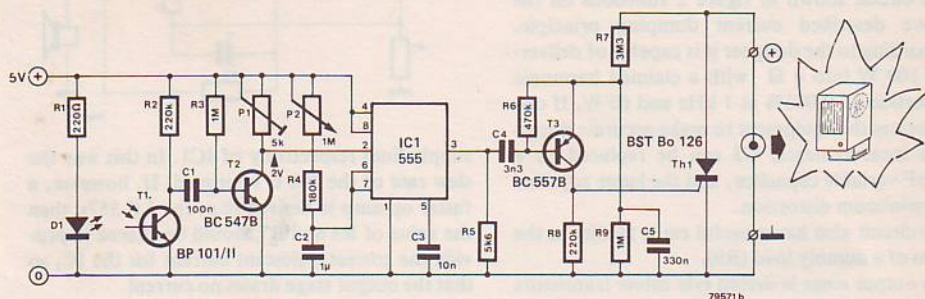 5V
+
R1
220Ω
D1
R2
220k
T1
BP 101/II
C1
100n
R3
1M
T2
BC 547B
P1
5k
2V
P2
1M
R4
180k
C2
1µ
4
8
2
6
7
1
5
3
IC1
555
C3
10n
R5
5k6
C4
3n3
R6
470k
T3
BC 557B
R8
220k
R7
3M3
BST Bo 126
Th1
R9
1M
C5
330n
+
0
79571b